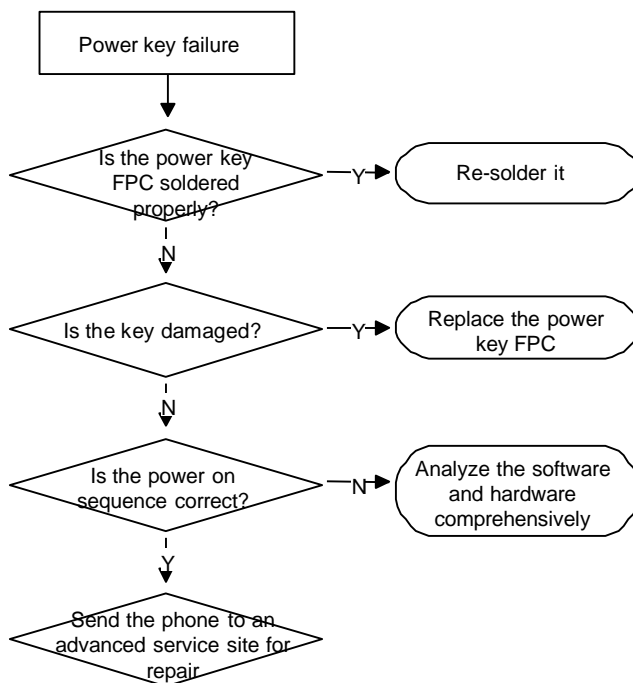 Power key failure
Is the power key
FPC soldered
properly?
Y
Re-solder it
N
Is the key damaged?
Y
Replace the power
key FPC
N
Is the power on
sequence correct?
N
Analyze the software
and hardware
comprehensively
Y
Send the phone to an
advanced service site for
repair